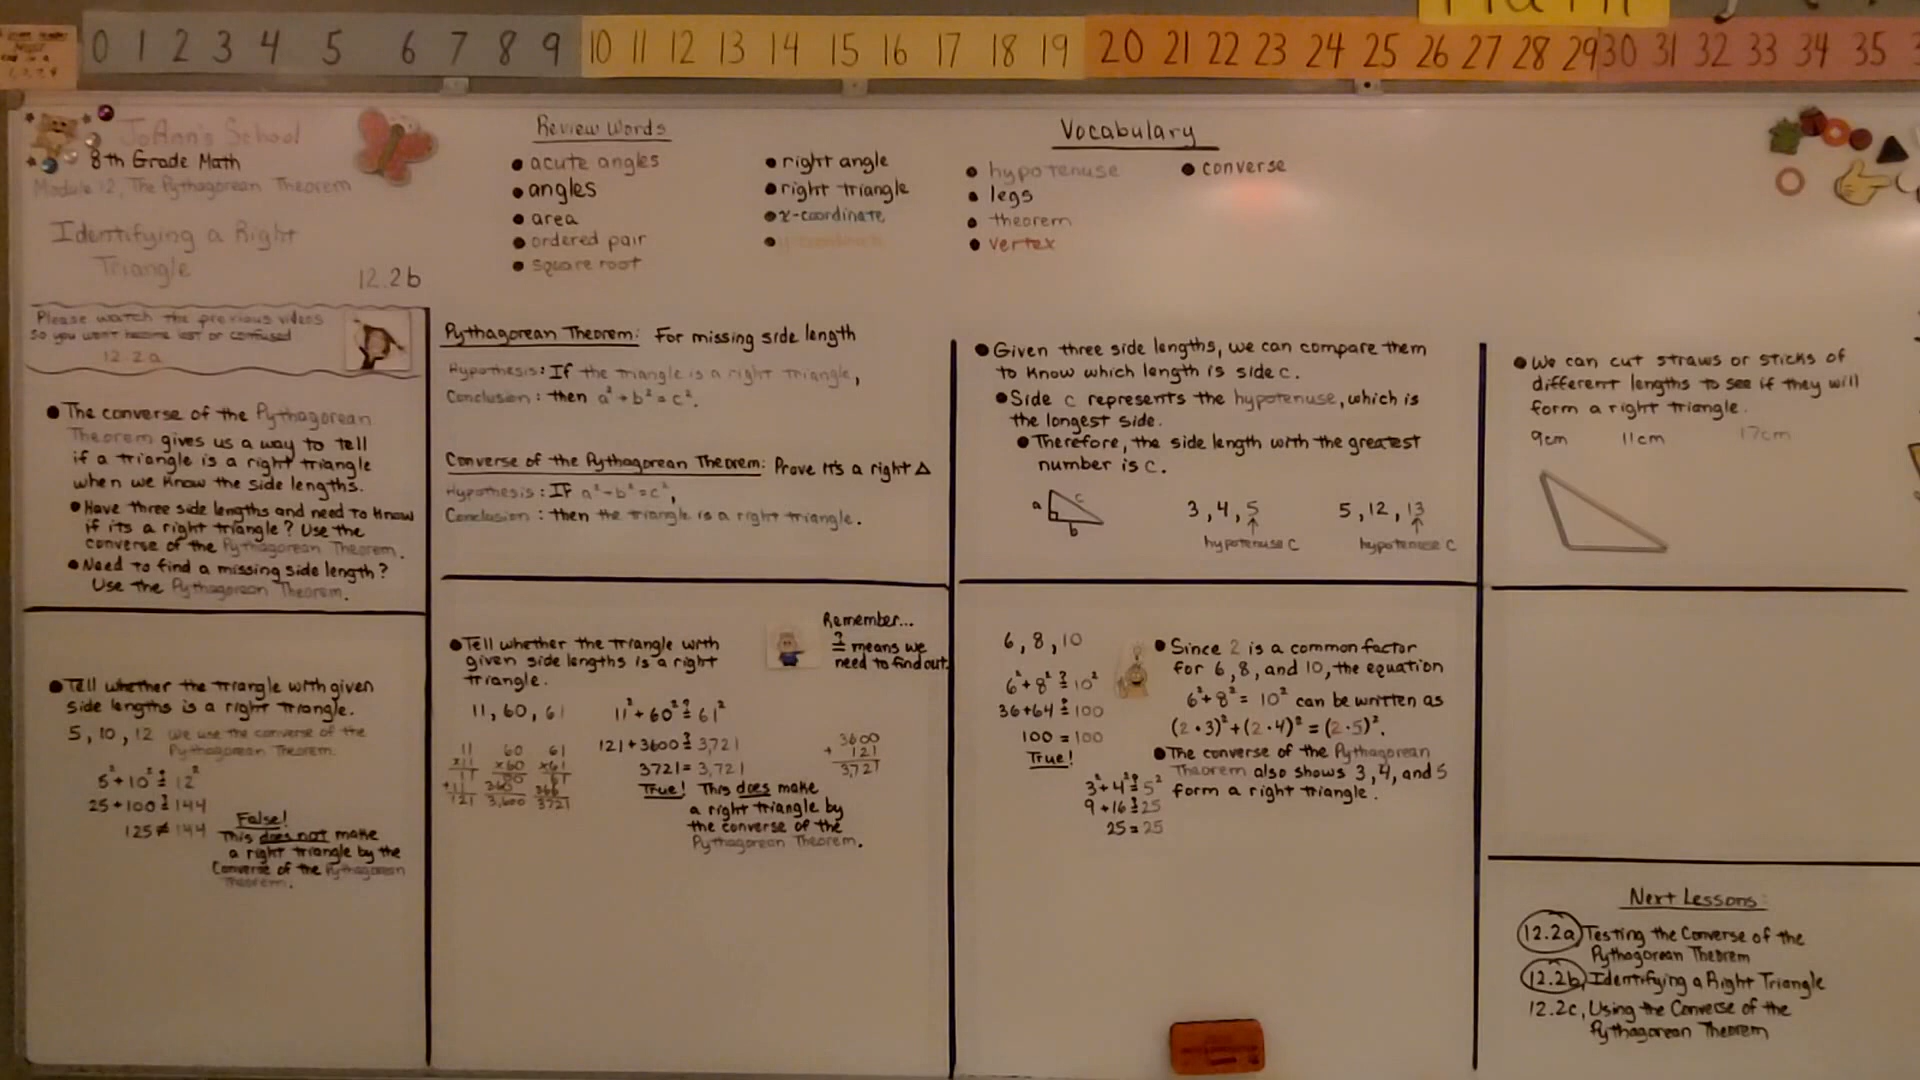 0 1 2 3 4 5 6 7 8 9 10 11 12 13 14 15 16 17 18 19 20 21 22 23 24 25 26 27 28 29 30 31 32 33 34 35
JoAnn's School
8th Grade Math
Module 12, The Pythagorean Theorem
Identifying a Right
Triangle
12.2b
Review Words
● acute angles
● angles
● area
● ordered pair
● square root
● right angle
● right triangle
● x-coordinate
● y-coordinate
Vocabulary
● hypotenuse
● legs
● theorem
● vertex
● converse
Please watch the previous videos
so you won't become lost or confused
12.2a
● The converse of the Pythagorean
Theorem gives us a way to tell
if a triangle is a right triangle
when we know the side lengths.
● Have three side lengths and need to know
if its a right triangle? Use the
converse of the Pythagorean Theorem.
● Need to find a missing side length?
Use the Pythagorean Theorem.
Pythagorean Theorem: For missing side length
Hypothesis: If the triangle is a right triangle,
Conclusion: then a² + b² = c².
Converse of the Pythagorean Theorem: Prove it's a right △
Hypothesis: If a² + b² = c²,
Conclusion: then the triangle is a right triangle.
● Given three side lengths, we can compare them
to know which length is side c.
● Side c represents the hypotenuse, which is
the longest side.
● Therefore, the side length with the greatest
number is c.
a c b
3, 4, 5
hypotenuse c
5, 12, 13
hypotenuse c
● We can cut straws or sticks of
different lengths to see if they will
form a right triangle.
9cm 11cm 17cm
● Tell whether the triangle with given
side lengths is a right triangle.
5, 10, 12 we use the converse of the
Pythagorean Theorem.
5² + 10² ≟ 12²
25 + 100 ≟ 144
125 ≠ 144
False!
This does not make
a right triangle by the
Converse of the Pythagorean
Theorem.
● Tell whether the triangle with
given side lengths is a right
triangle.
Remember...
≟ means we
need to find out.
11, 60, 61
11² + 60² ≟ 61²
121 + 3600 ≟ 3,721
3721 = 3,721
11
x11
11
+11
121
60
x60
00
360
3,600
61
x61
61
366
3721
3600
+ 121
3,721
True! This does make
a right triangle by
the converse of the
Pythagorean Theorem.
6, 8, 10
6² + 8² ≟ 10²
36 + 64 ≟ 100
100 = 100
True!
● Since 2 is a common factor
for 6, 8, and 10, the equation
6² + 8² = 10² can be written as
(2 · 3)² + (2 · 4)² = (2 · 5)².
● The converse of the Pythagorean
Theorem also shows 3, 4, and 5
form a right triangle.
3² + 4² ≟ 5²
9 + 16 ≟ 25
25 = 25
Next Lessons:
12.2a, Testing the Converse of the
Pythagorean Theorem
12.2b, Identifying a Right Triangle
12.2c, Using the Converse of the
Pythagorean Theorem